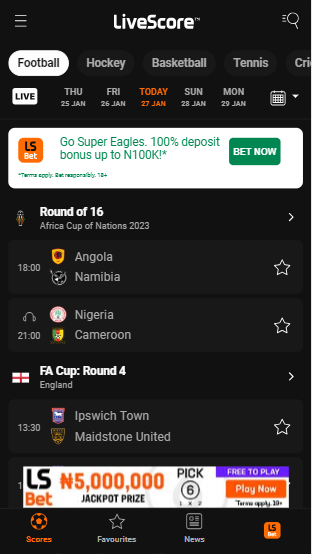 LiveScore™
Football Hockey Basketball Tennis Cri
LIVE THU FRI TODAY SUN MON
25 JAN 26 JAN 27 JAN 28 JAN 29 JAN
LS Bet
Go Super Eagles. 100% deposit
bonus up to N100K!*
BET NOW
*Terms apply. Bet responsibly. 18+
Round of 16
Africa Cup of Nations 2023
18:00
Angola
Namibia
21:00
Nigeria
Cameroon
FA Cup: Round 4
England
13:30
Ipswich Town
Maidstone United
LS Bet
₦5,000,000
JACKPOT PRIZE
PICK
6
1 X 2
FREE TO PLAY
Play Now
*Terms apply. 18+
Scores Favourites News
LS Bet